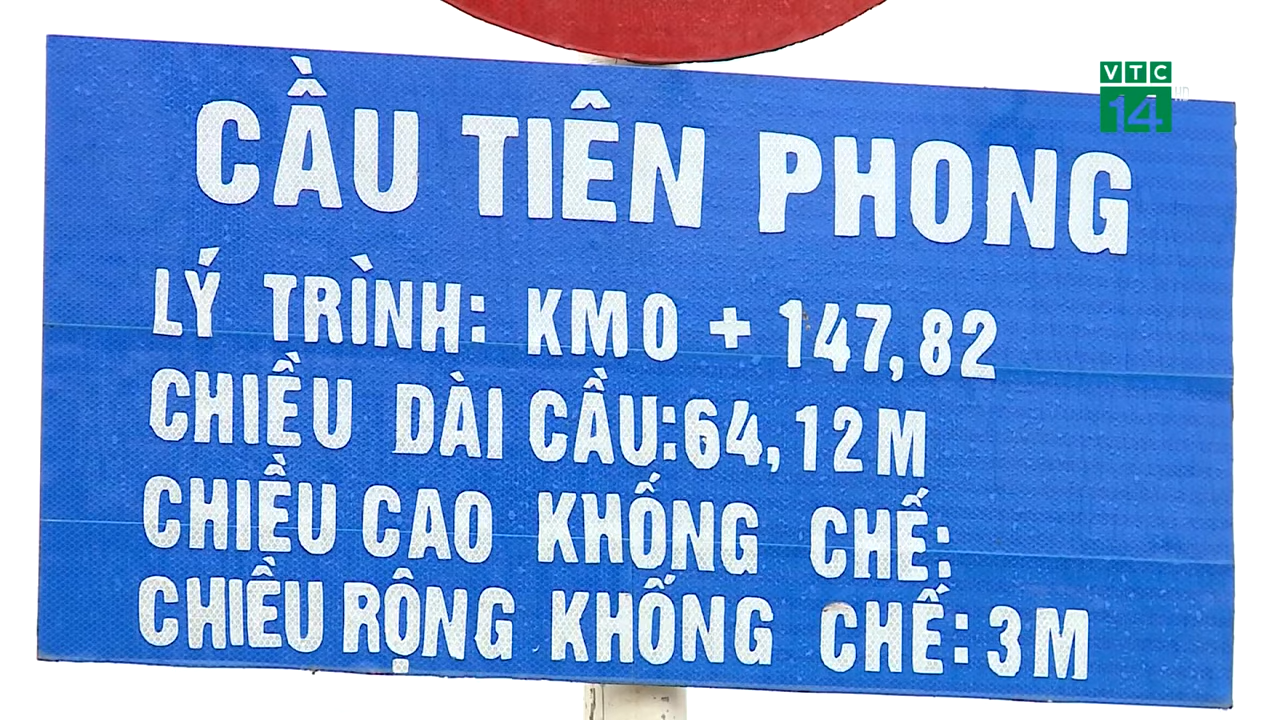 VTC
14
HD
CẦU TIÊN PHONG
LÝ TRÌNH: KM0 + 147,82
CHIỀU DÀI CẦU:64,12M
CHIỀU CAO KHỐNG CHẾ:
CHIỀU RỘNG KHỐNG CHẾ:3M